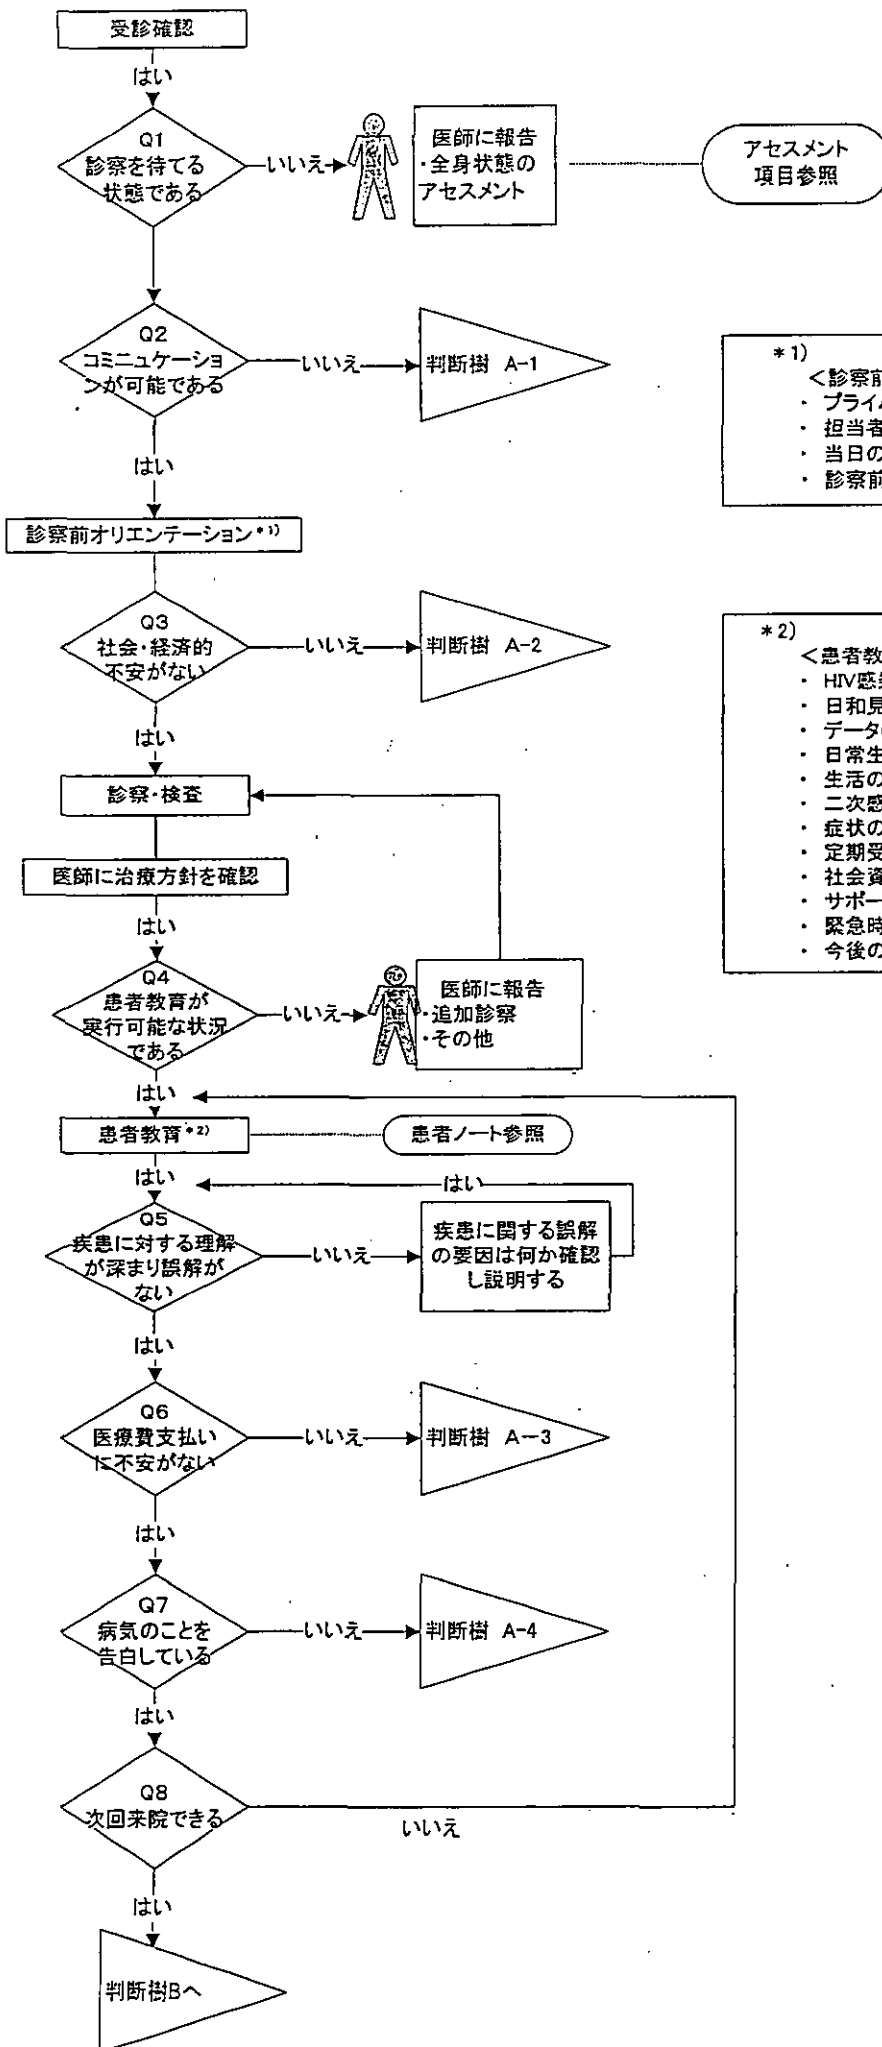 受診確認
はい
Q1
診察を待てる
状態である
いいえ
医師に報告
・全身状態の
アセスメント
アセスメント
項目参照
Q2
コミニュケーショ
ンが可能である
いいえ
判断樹 A-1
はい
*1)
<診察前
・ プライ
・ 担当者
・ 当日の
・ 診察前
診察前オリエンテーション*1)
Q3
社会・経済的
不安がない
いいえ
判断樹 A-2
はい
*2)
<患者教
・ HIV感
・ 日和見
・ データ
・ 日常生
・ 生活の
・ 二次感
・ 症状の
・ 定期受
・ 社会資
・ サポー
・ 緊急時
・ 今後の
診察・検査
医師に治療方針を確認
はい
Q4
患者教育が
実行可能な状況
である
いいえ
医師に報告
・追加診察
・その他
はい
患者教育*2)
患者ノート参照
はい
はい
Q5
疾患に対する理解
が深まり誤解が
ない
いいえ
疾患に関する誤解
の要因は何か確認
し説明する
はい
Q6
医療費支払い
に不安がない
いいえ
判断樹 A-3
はい
Q7
病気のことを
告白している
いいえ
判断樹 A-4
はい
Q8
次回来院できる
いいえ
はい
判断樹Bへ